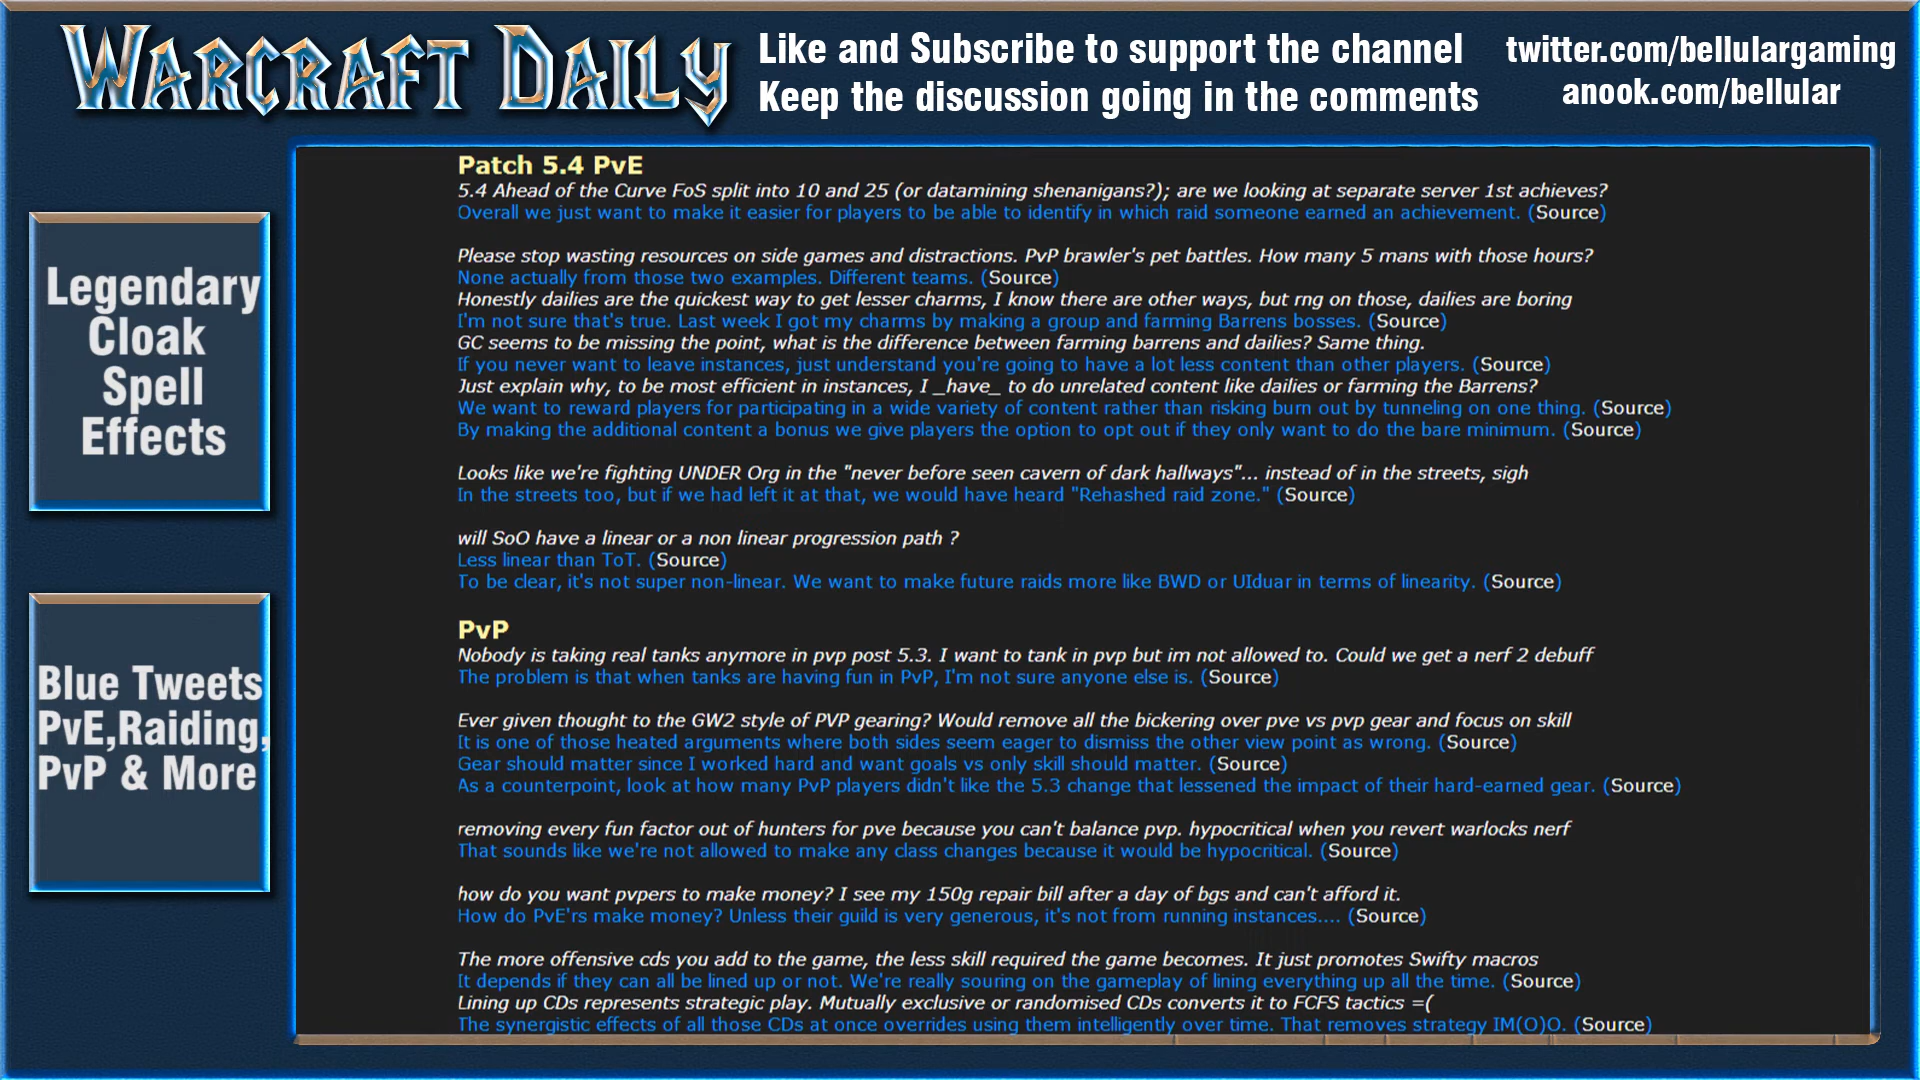 WARCRAFT DAILY
Like and Subscribe to support the channel
Keep the discussion going in the comments
twitter.com/bellulargaming
anook.com/bellular
Legendary
Cloak
Spell
Effects
Blue Tweets
PvE,Raiding,
PvP & More
Patch 5.4 PvE
5.4 Ahead of the Curve FoS split into 10 and 25 (or datamining shenanigans?); are we looking at separate server 1st achieves?
Overall we just want to make it easier for players to be able to identify in which raid someone earned an achievement. (Source)
Please stop wasting resources on side games and distractions. PvP brawler's pet battles. How many 5 mans with those hours?
None actually from those two examples. Different teams. (Source)
Honestly dailies are the quickest way to get lesser charms, I know there are other ways, but rng on those, dailies are boring
I'm not sure that's true. Last week I got my charms by making a group and farming Barrens bosses. (Source)
GC seems to be missing the point, what is the difference between farming barrens and dailies? Same thing.
If you never want to leave instances, just understand you're going to have a lot less content than other players. (Source)
Just explain why, to be most efficient in instances, I _have_ to do unrelated content like dailies or farming the Barrens?
We want to reward players for participating in a wide variety of content rather than risking burn out by tunneling on one thing. (Source)
By making the additional content a bonus we give players the option to opt out if they only want to do the bare minimum. (Source)
Looks like we're fighting UNDER Org in the "never before seen cavern of dark hallways"... instead of in the streets, sigh
In the streets too, but if we had left it at that, we would have heard "Rehashed raid zone." (Source)
will SoO have a linear or a non linear progression path ?
Less linear than ToT. (Source)
To be clear, it's not super non-linear. We want to make future raids more like BWD or UIduar in terms of linearity. (Source)
PvP
Nobody is taking real tanks anymore in pvp post 5.3. I want to tank in pvp but im not allowed to. Could we get a nerf 2 debuff
The problem is that when tanks are having fun in PvP, I'm not sure anyone else is. (Source)
Ever given thought to the GW2 style of PVP gearing? Would remove all the bickering over pve vs pvp gear and focus on skill
It is one of those heated arguments where both sides seem eager to dismiss the other view point as wrong. (Source)
Gear should matter since I worked hard and want goals vs only skill should matter. (Source)
As a counterpoint, look at how many PvP players didn't like the 5.3 change that lessened the impact of their hard-earned gear. (Source)
removing every fun factor out of hunters for pve because you can't balance pvp. hypocritical when you revert warlocks nerf
That sounds like we're not allowed to make any class changes because it would be hypocritical. (Source)
how do you want pvpers to make money? I see my 150g repair bill after a day of bgs and can't afford it.
How do PvE'rs make money? Unless their guild is very generous, it's not from running instances.... (Source)
The more offensive cds you add to the game, the less skill required the game becomes. It just promotes Swifty macros
It depends if they can all be lined up or not. We're really souring on the gameplay of lining everything up all the time. (Source)
Lining up CDs represents strategic play. Mutually exclusive or randomised CDs converts it to FCFS tactics =(
The synergistic effects of all those CDs at once overrides using them intelligently over time. That removes strategy IM(O)O. (Source)